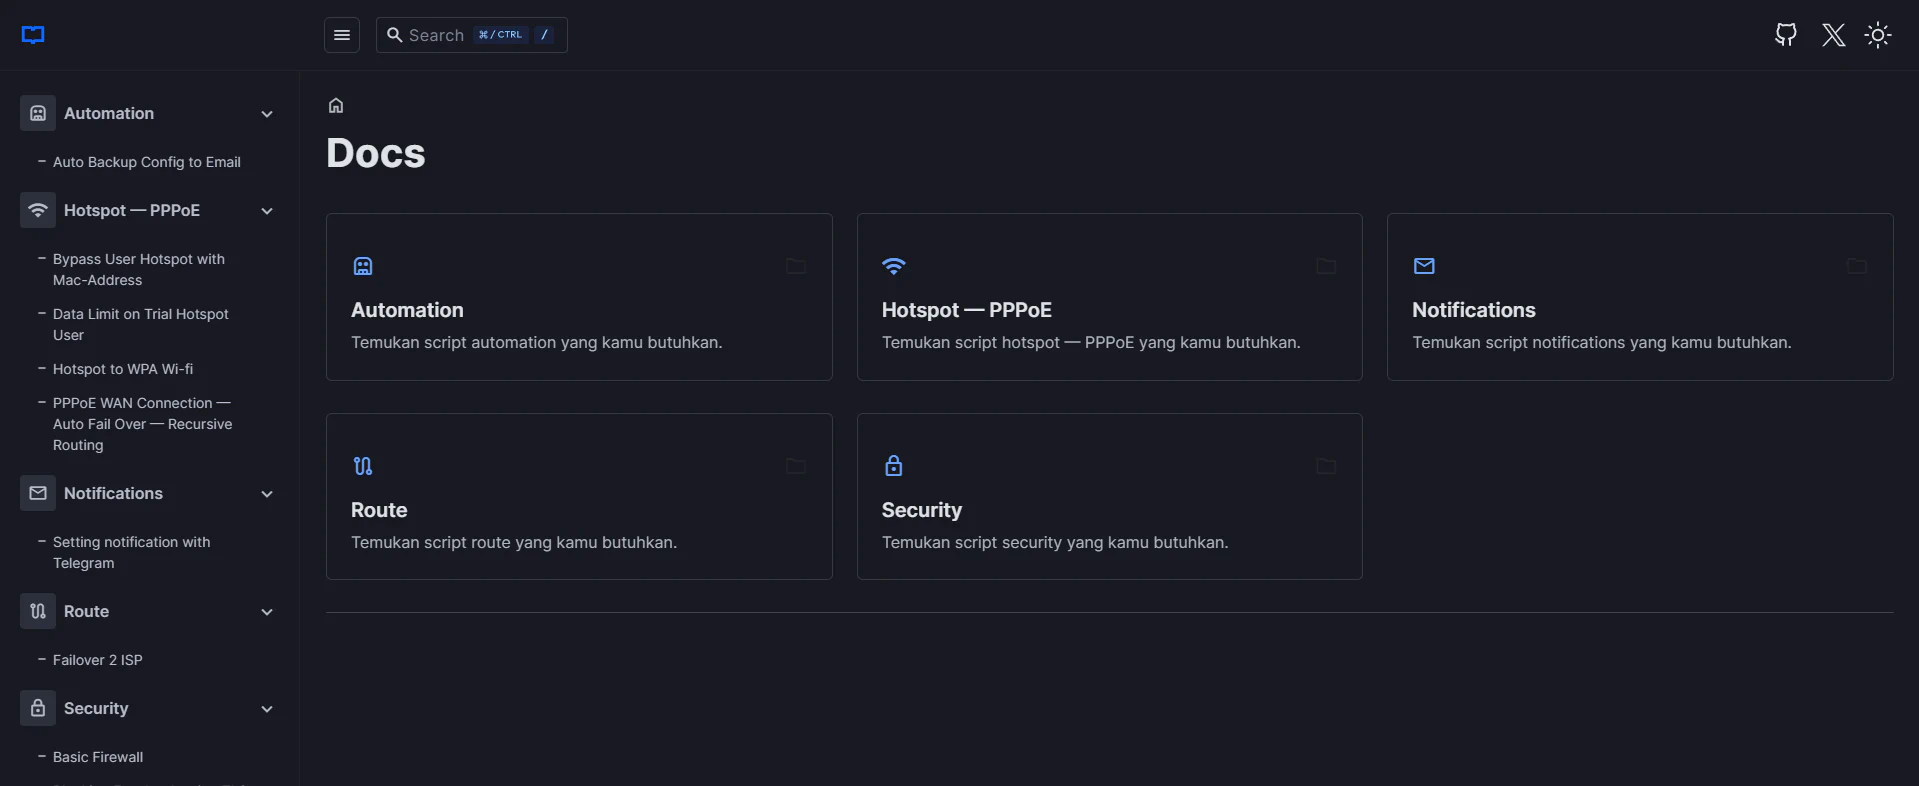 Search ⌘/CTRL /
Automation
Auto Backup Config to Email
Hotspot — PPPoE
Bypass User Hotspot with
Mac-Address
Data Limit on Trial Hotspot
User
Hotspot to WPA Wi-fi
PPPoE WAN Connection —
Auto Fail Over — Recursive
Routing
Notifications
Setting notification with
Telegram
Route
Failover 2 ISP
Security
Basic Firewall
Docs
Automation
Temukan script automation yang kamu butuhkan.
Hotspot — PPPoE
Temukan script hotspot — PPPoE yang kamu butuhkan.
Notifications
Temukan script notifications yang kamu butuhkan.
Route
Temukan script route yang kamu butuhkan.
Security
Temukan script security yang kamu butuhkan.